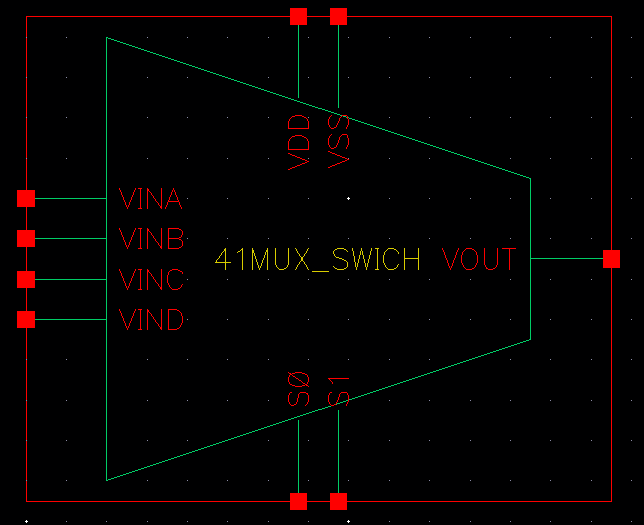 VDD
VSS
VINA
VINB
VINC
VIND
41MUX_SWICH
VOUT
S0
S1